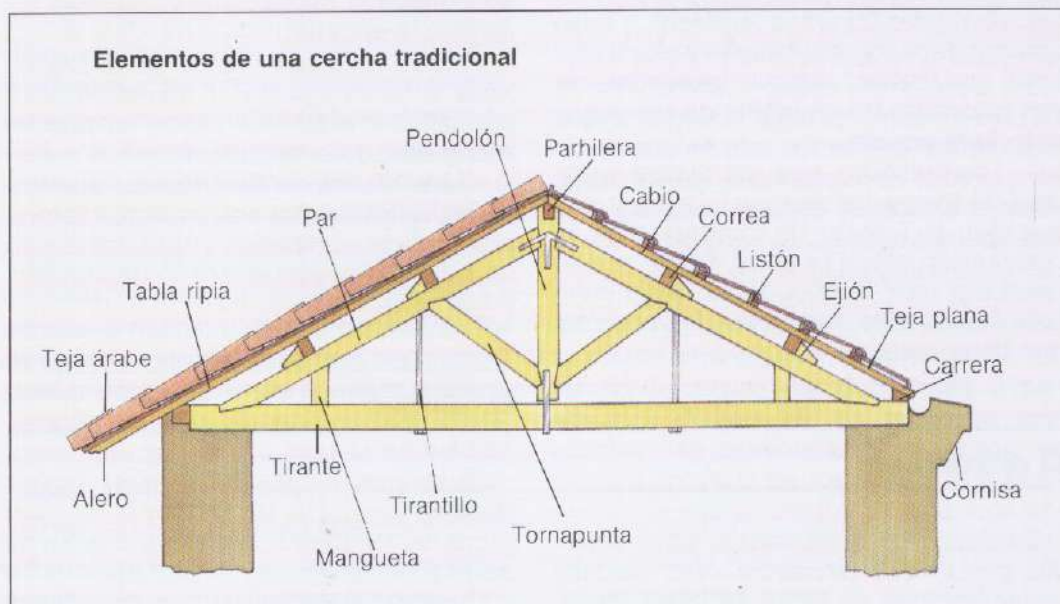 Elementos de una cercha tradicional
Pendolón
Parhilera
Cabio
Par
Correa
Listón
Tabla ripia
Ejión
Teja plana
Teja árabe
Carrera
Tirante
Alero
Tirantillo
Cornisa
Tornapunta
Mangueta